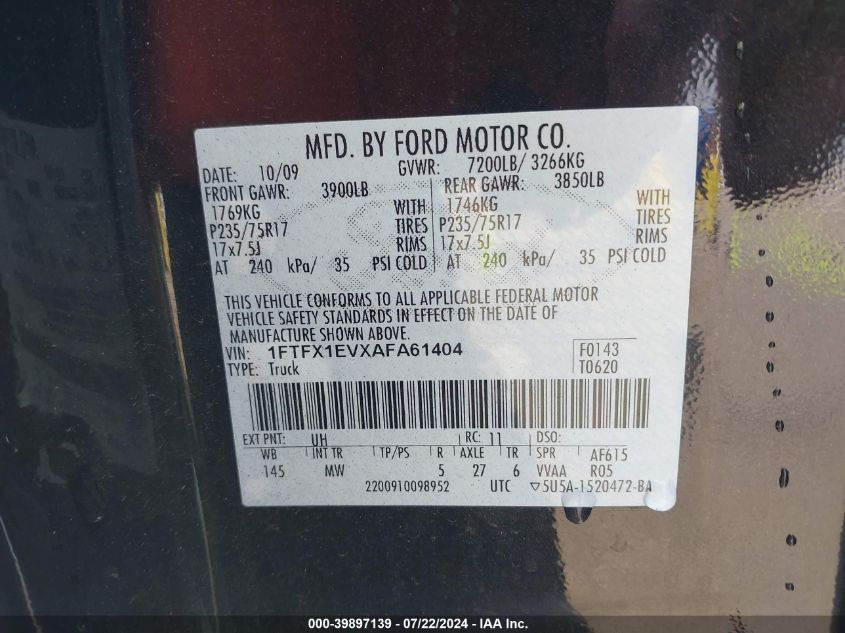 MFD. BY FORD MOTOR CO.
DATE: 10/09 GVWR: 7200LB/ 3266KG
FRONT GAWR: 3900LB REAR GAWR: 3850LB
1769KG WITH 1746KG WITH
P235/75R17 TIRES P235/75R17 TIRES
17x7.5J RIMS 17x7.5J RIMS
AT 240 kPa/ 35 PSI COLD AT 240 kPa/ 35 PSI COLD
THIS VEHICLE CONFORMS TO ALL APPLICABLE FEDERAL MOTOR
VEHICLE SAFETY STANDARDS IN EFFECT ON THE DATE OF
MANUFACTURE SHOWN ABOVE.
VIN: 1FTFX1EVXAFA61404 F0143
TYPE: Truck T0620
EXT PNT: UH RC: 11 DSO:
WB INT TR TP/PS R AXLE TR SPR AF615
145 MW 5 27 6 VVAA R05
2200910098952 UTC ▽5U5A-1520472-BA
000-39897139 - 07/22/2024 - IAA Inc.